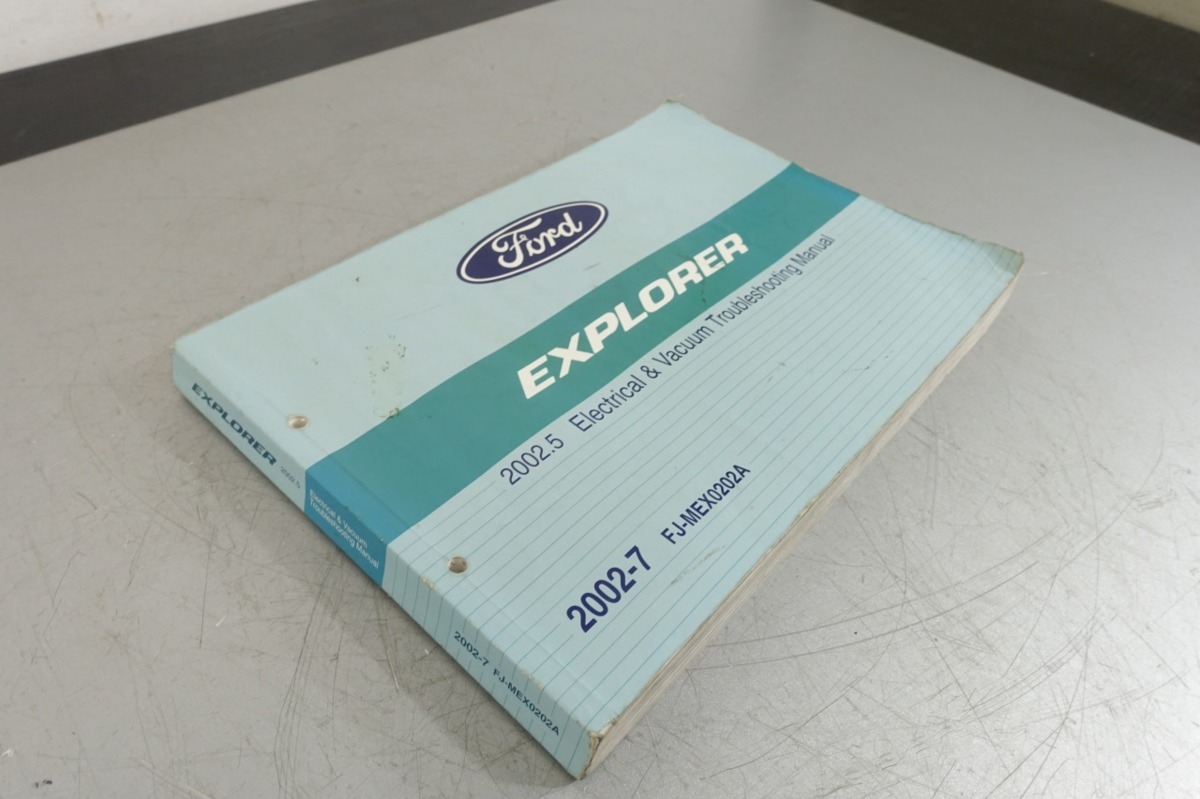 Ford
EXPLORER
2002.5 Electrical & Vacuum Troubleshooting Manual
2002-7 FJ-MEX0202A
EXPLORER 2002.5
Electrical & Vacuum
Troubleshooting Manual
2002-7 FJ-MEX0202A